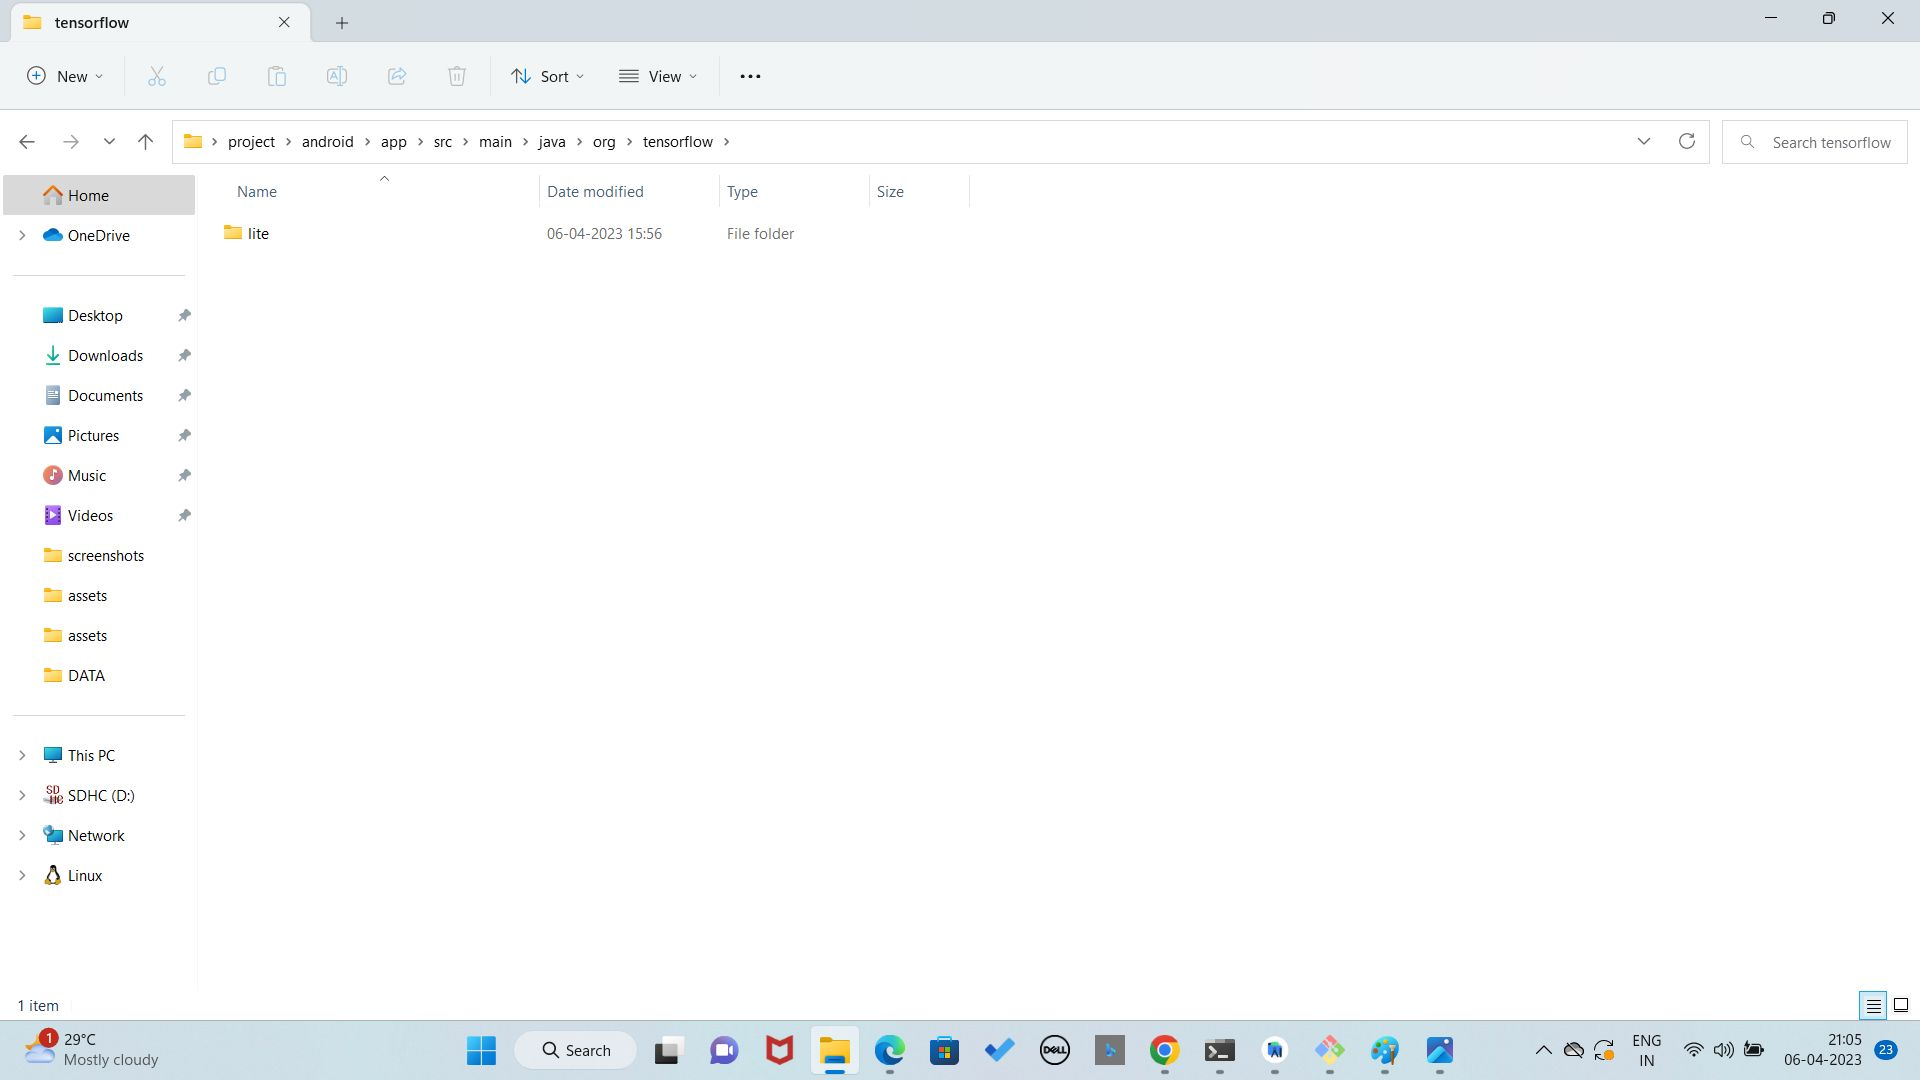 tensorflow
New
Sort
View
project
android
app
src
main
java
org
tensorflow
Search tensorflow
Home
OneDrive
Desktop
Downloads
Documents
Pictures
Music
Videos
screenshots
assets
assets
DATA
This PC
SDHC (D:)
Network
Linux
Name
Date modified
Type
Size
lite
06-04-2023 15:56
File folder
1 item
1
29°C
Mostly cloudy
Search
DELL
ENG
IN
21:05
06-04-2023
23